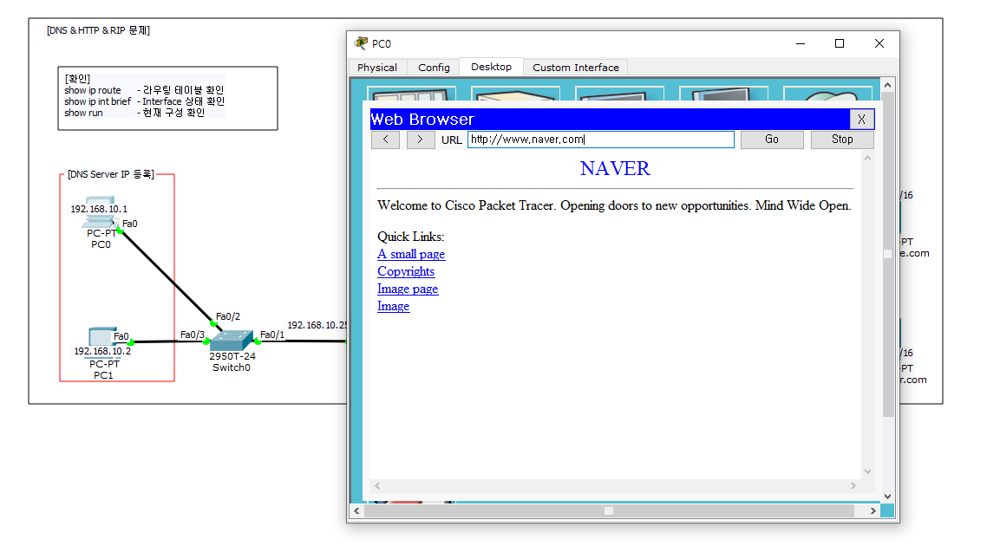 [DNS & HTTP & RIP 문제]
[확인]
show ip route - 라우팅 테이블 확인
show ip int brief - Interface 상태 확인
show run - 현재 구성 확인
[DNS Server IP 등록]
192.168.10.1
Fa0
PC-PT
PC0
Fa0/2
Fa0
Fa0/3
Fa0/1
192.168.10.25
192.168.10.2
PC-PT
PC1
2950T-24
Switch0
PC0
Physical Config Desktop Custom Interface
Web Browser X
< > URL http://www.naver.com Go Stop
NAVER
Welcome to Cisco Packet Tracer. Opening doors to new opportunities. Mind Wide Open.
Quick Links:
A small page
Copyrights
Image page
Image
/16
-PT
e.com
/16
-PT
r.com